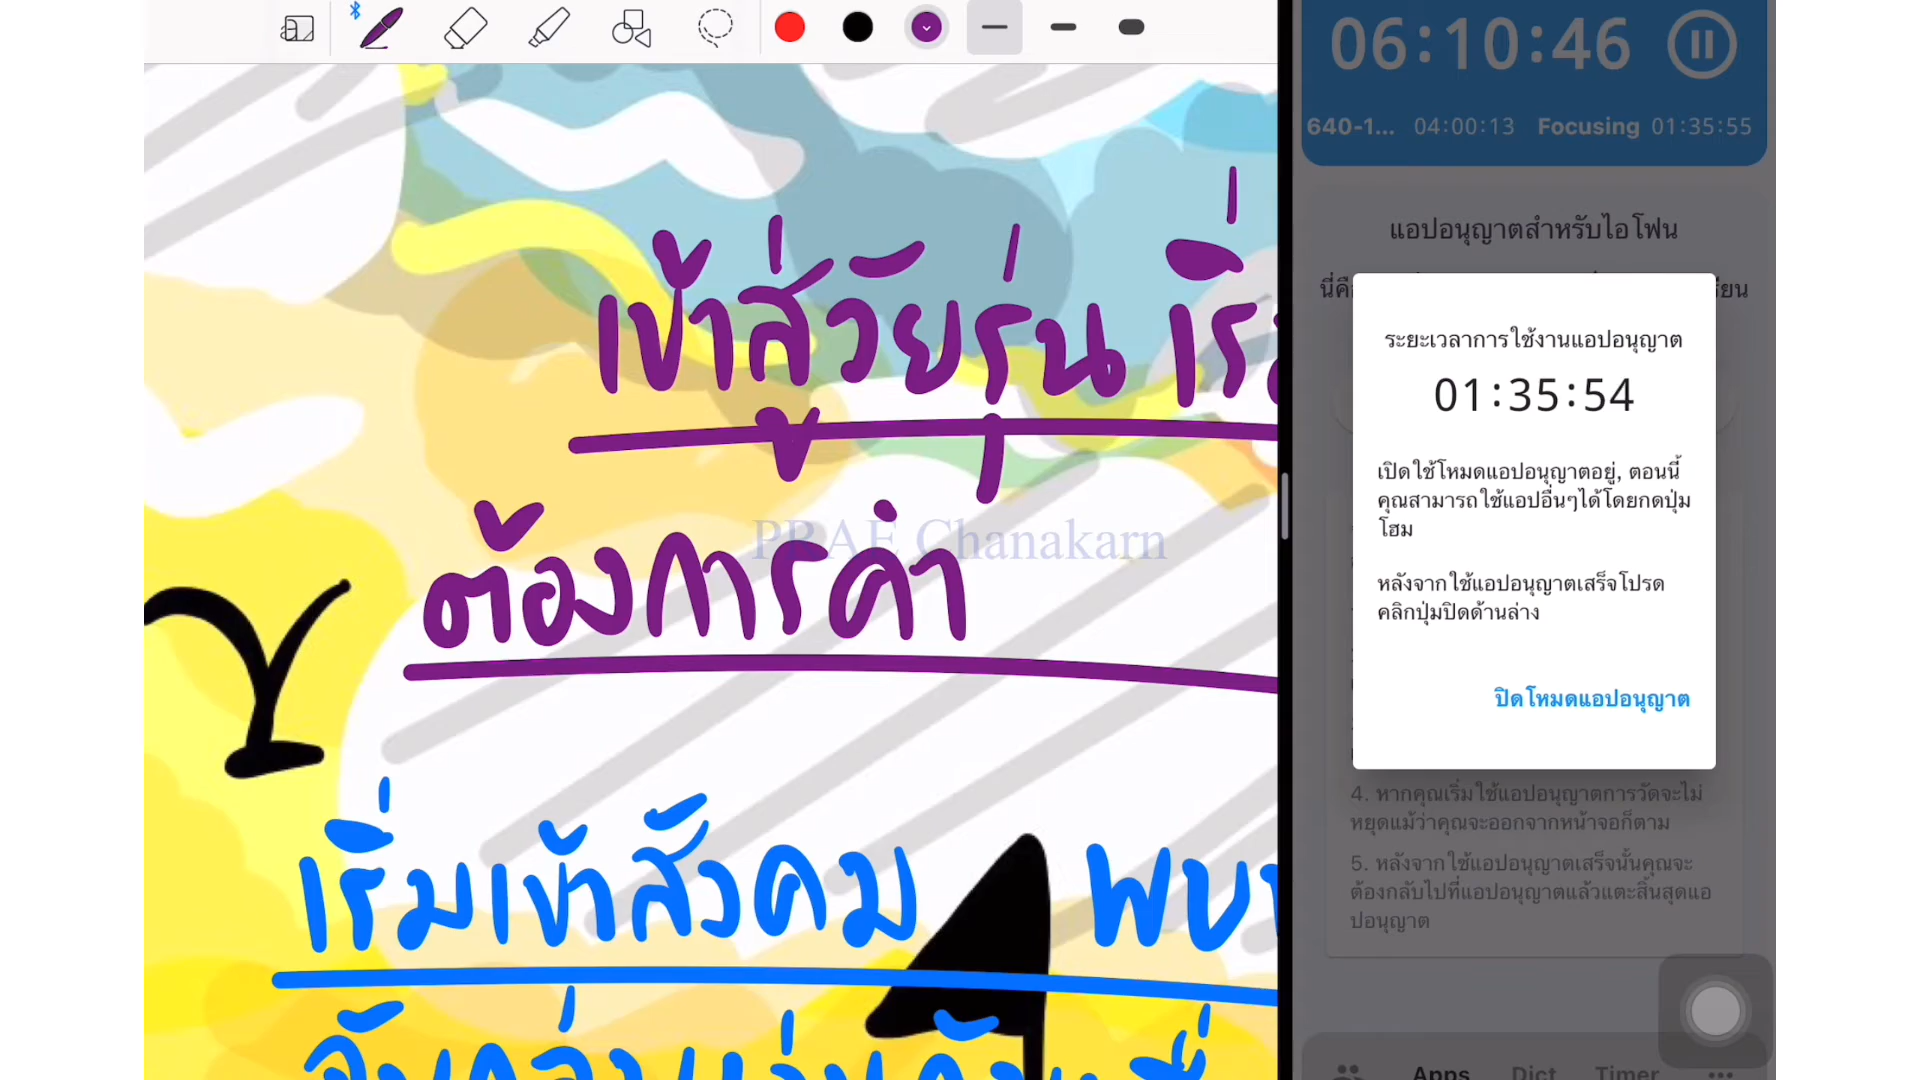 06:10:46
640-1... 04:00:13 Focusing 01:35:55
แอปอนุญาตสำหรับไอโฟน
ระยะเวลาการใช้งานแอปอนุญาต
01:35:54
เปิดใช้โหมดแอปอนุญาตอยู่, ตอนนี้
คุณสามารถใช้แอปอื่นๆได้โดยกดปุ่ม
โฮม
หลังจากใช้แอปอนุญาตเสร็จโปรด
คลิกปุ่มปิดด้านล่าง
ปิดโหมดแอปอนุญาต
4. หากคุณเริ่มใช้แอปอนุญาตการวัดจะไม่
หยุดแม้ว่าคุณจะออกจากหน้าจอก็ตาม
5. หลังจากใช้แอปอนุญาตเสร็จนั้นคุณจะ
ต้องกลับไปที่แอปอนุญาตแล้วแตะสิ้นสุดแอ
ปอนุญาต
Apps Dict Timer
เข้าสู่วัยรุ่น
ต้องการคำ
PRAE Chanakarn
เริ่มเข้าสังคม